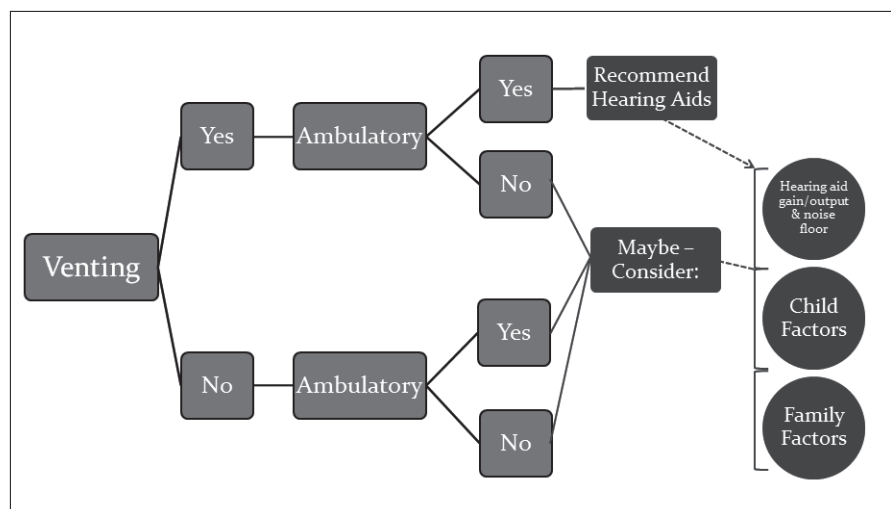 Yes
Recommend
Hearing Aids
Yes
Ambulatory
No
Hearing aid
gain/output
& noise
floor
Venting
Maybe –
Consider:
Child
Factors
Yes
No
Ambulatory
No
Family
Factors